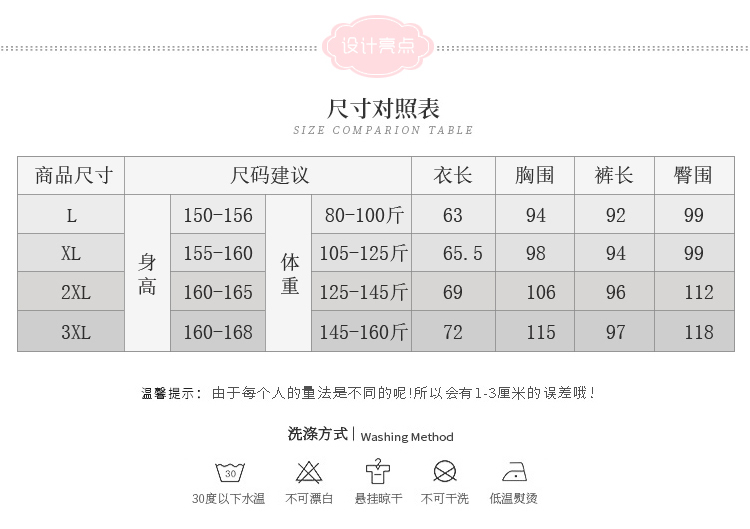 设计亮点
尺寸对照表
SIZE COMPARION TABLE
商品尺寸 尺码建议 衣长 胸围 裤长 臀围
L 身高 150-156 体重 80-100斤 63 94 92 99
XL 155-160 105-125斤 65.5 98 94 99
2XL 160-165 125-145斤 69 106 96 112
3XL 160-168 145-160斤 72 115 97 118
温馨提示：由于每个人的量法是不同的呢!所以会有1-3厘米的误差哦！
洗涤方式 | Washing Method
30
30度以下水温 不可漂白 悬挂晾干 不可干洗 低温熨烫